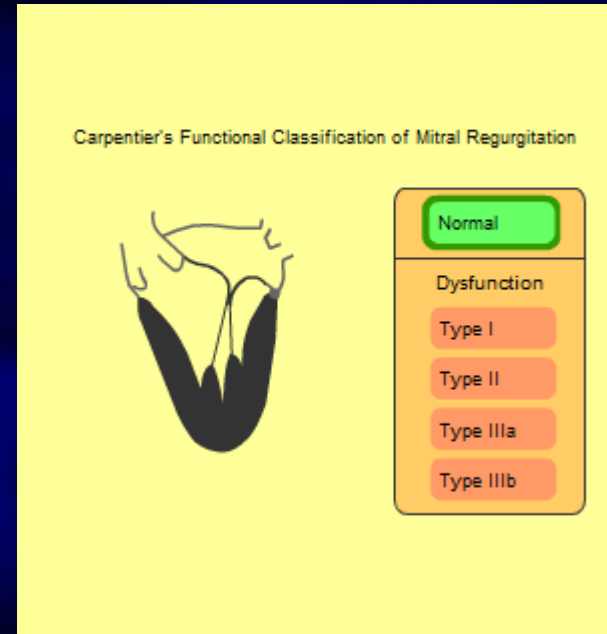 Carpentier's Functional Classification of Mitral Regurgitation
Normal
Dysfunction
Type I
Type II
Type IIIa
Type IIIb